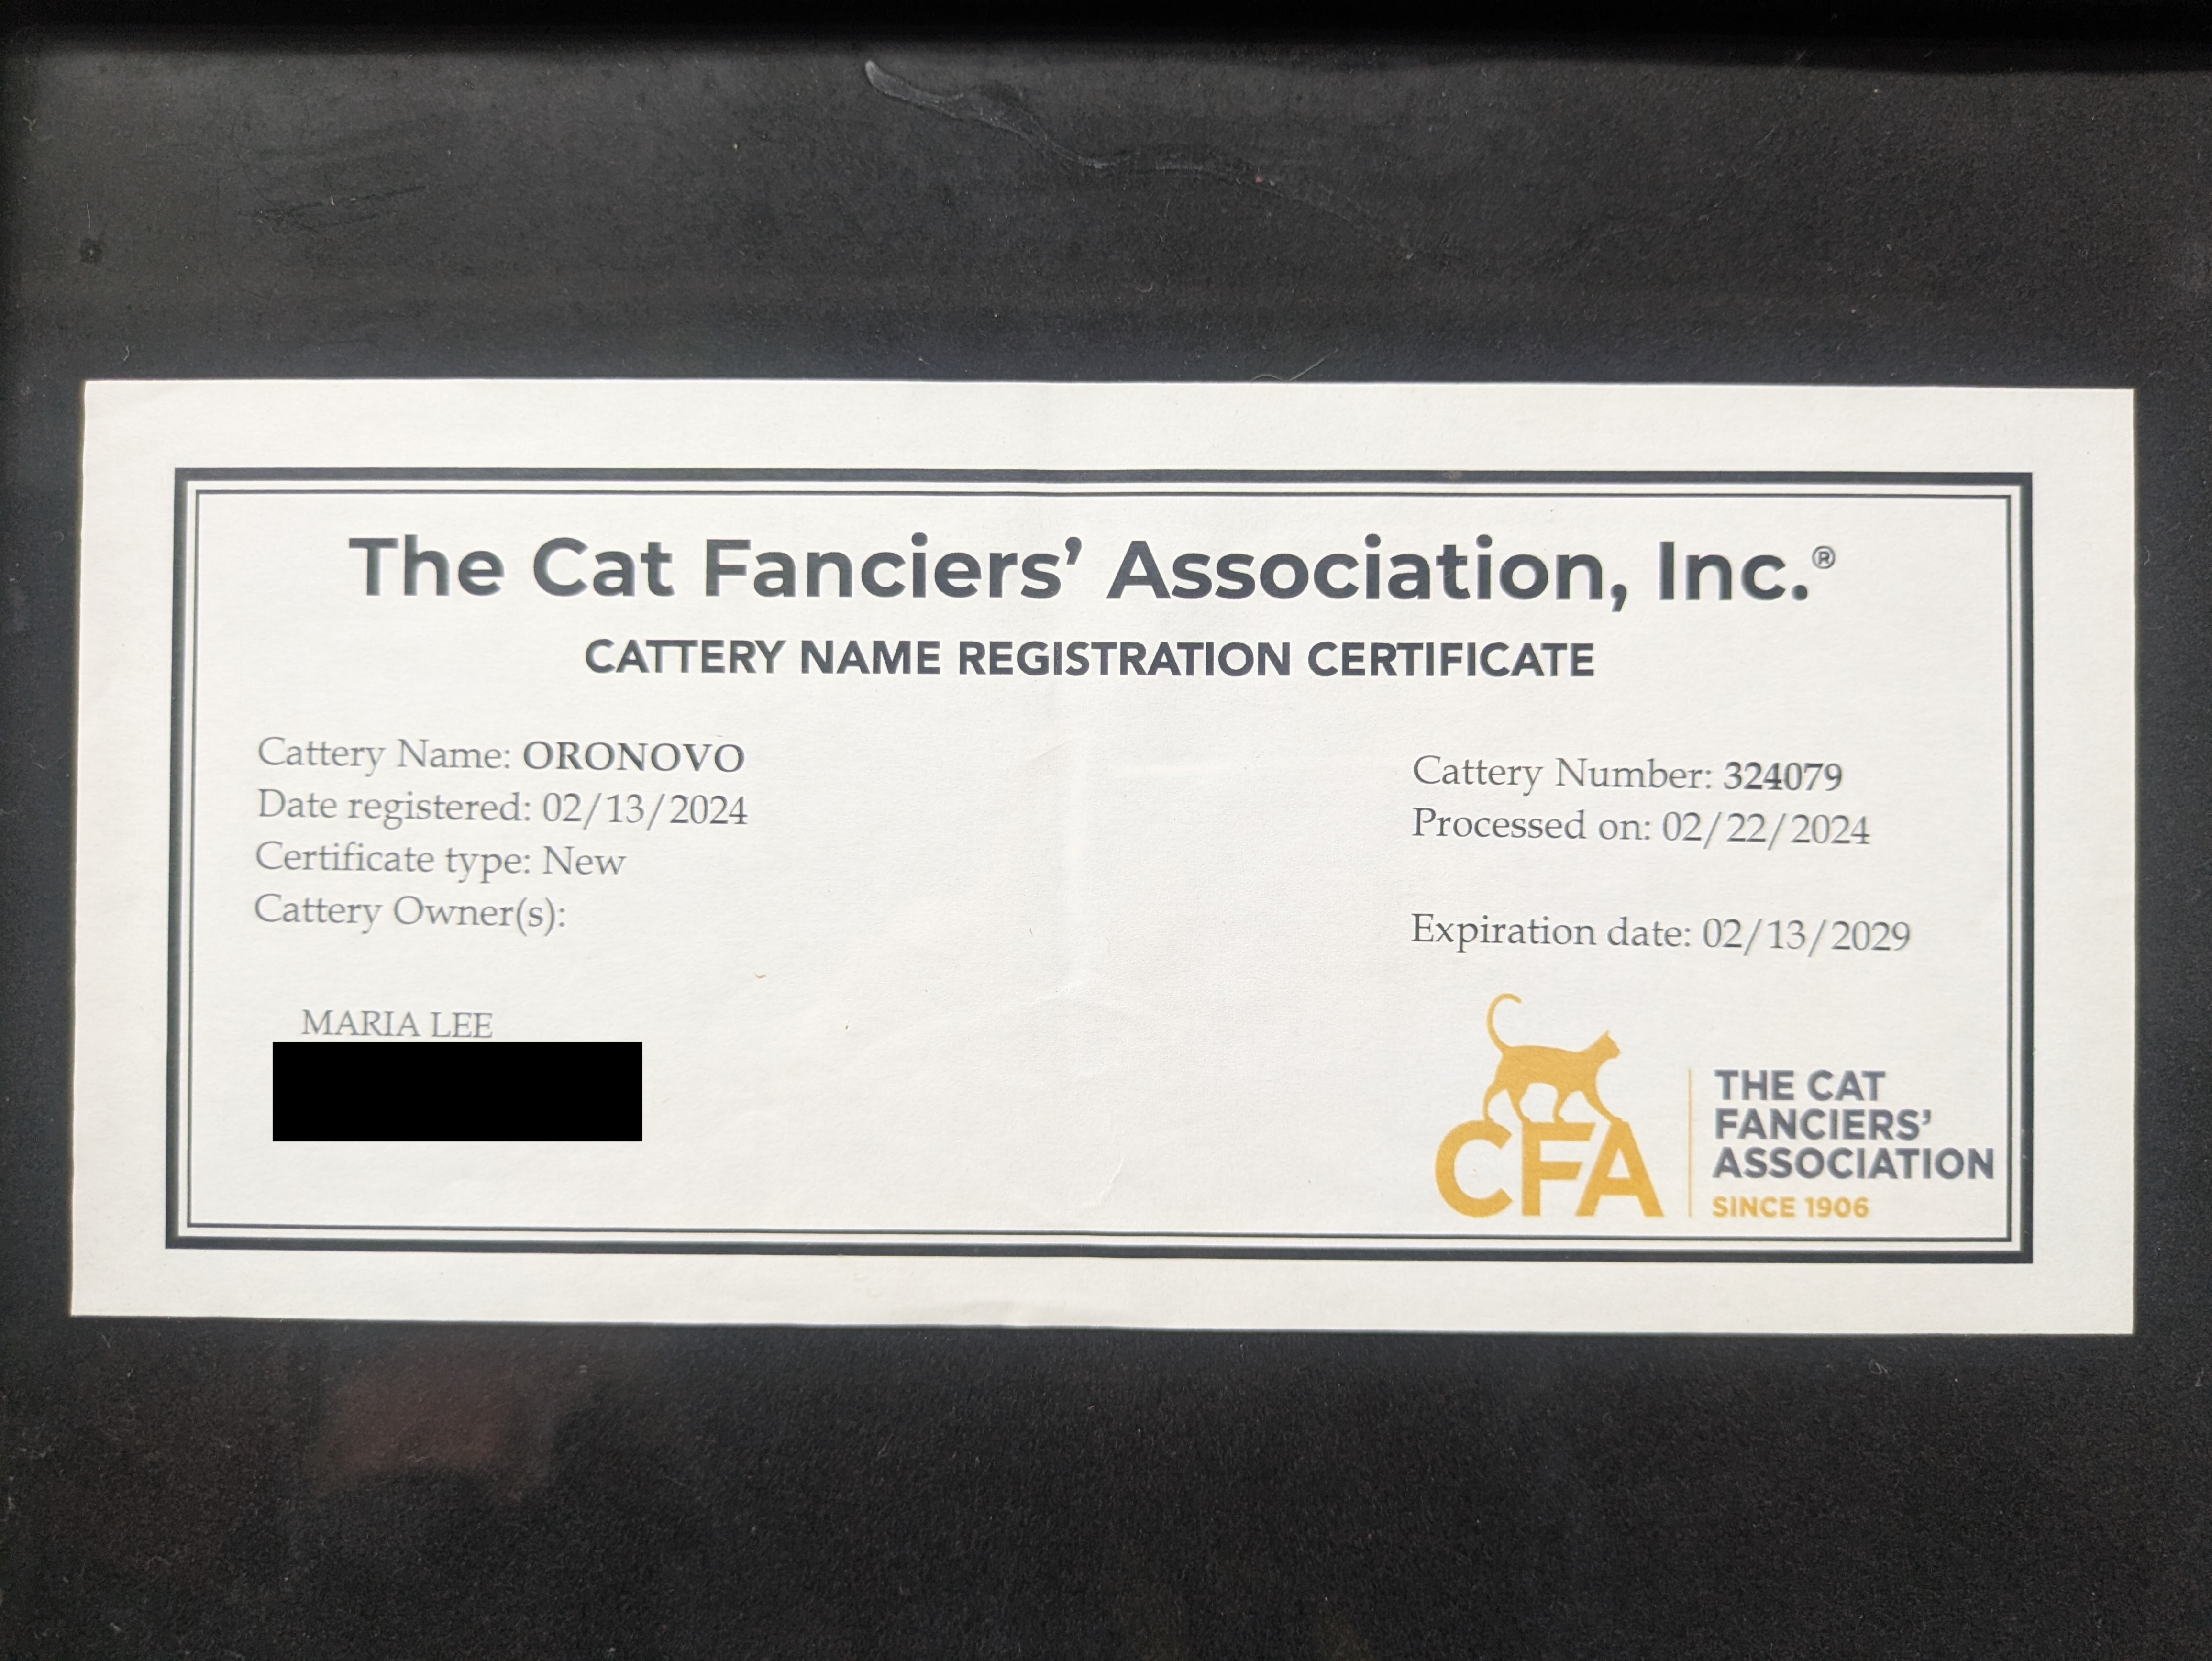 The Cat Fanciers' Association, Inc.®
CATTERY NAME REGISTRATION CERTIFICATE
Cattery Name: ORONOVO
Date registered: 02/13/2024
Certificate type: New
Cattery Owner(s):
MARIA LEE
Cattery Number: 324079
Processed on: 02/22/2024
Expiration date: 02/13/2029
CFA
THE CAT
FANCIERS'
ASSOCIATION
SINCE 1906